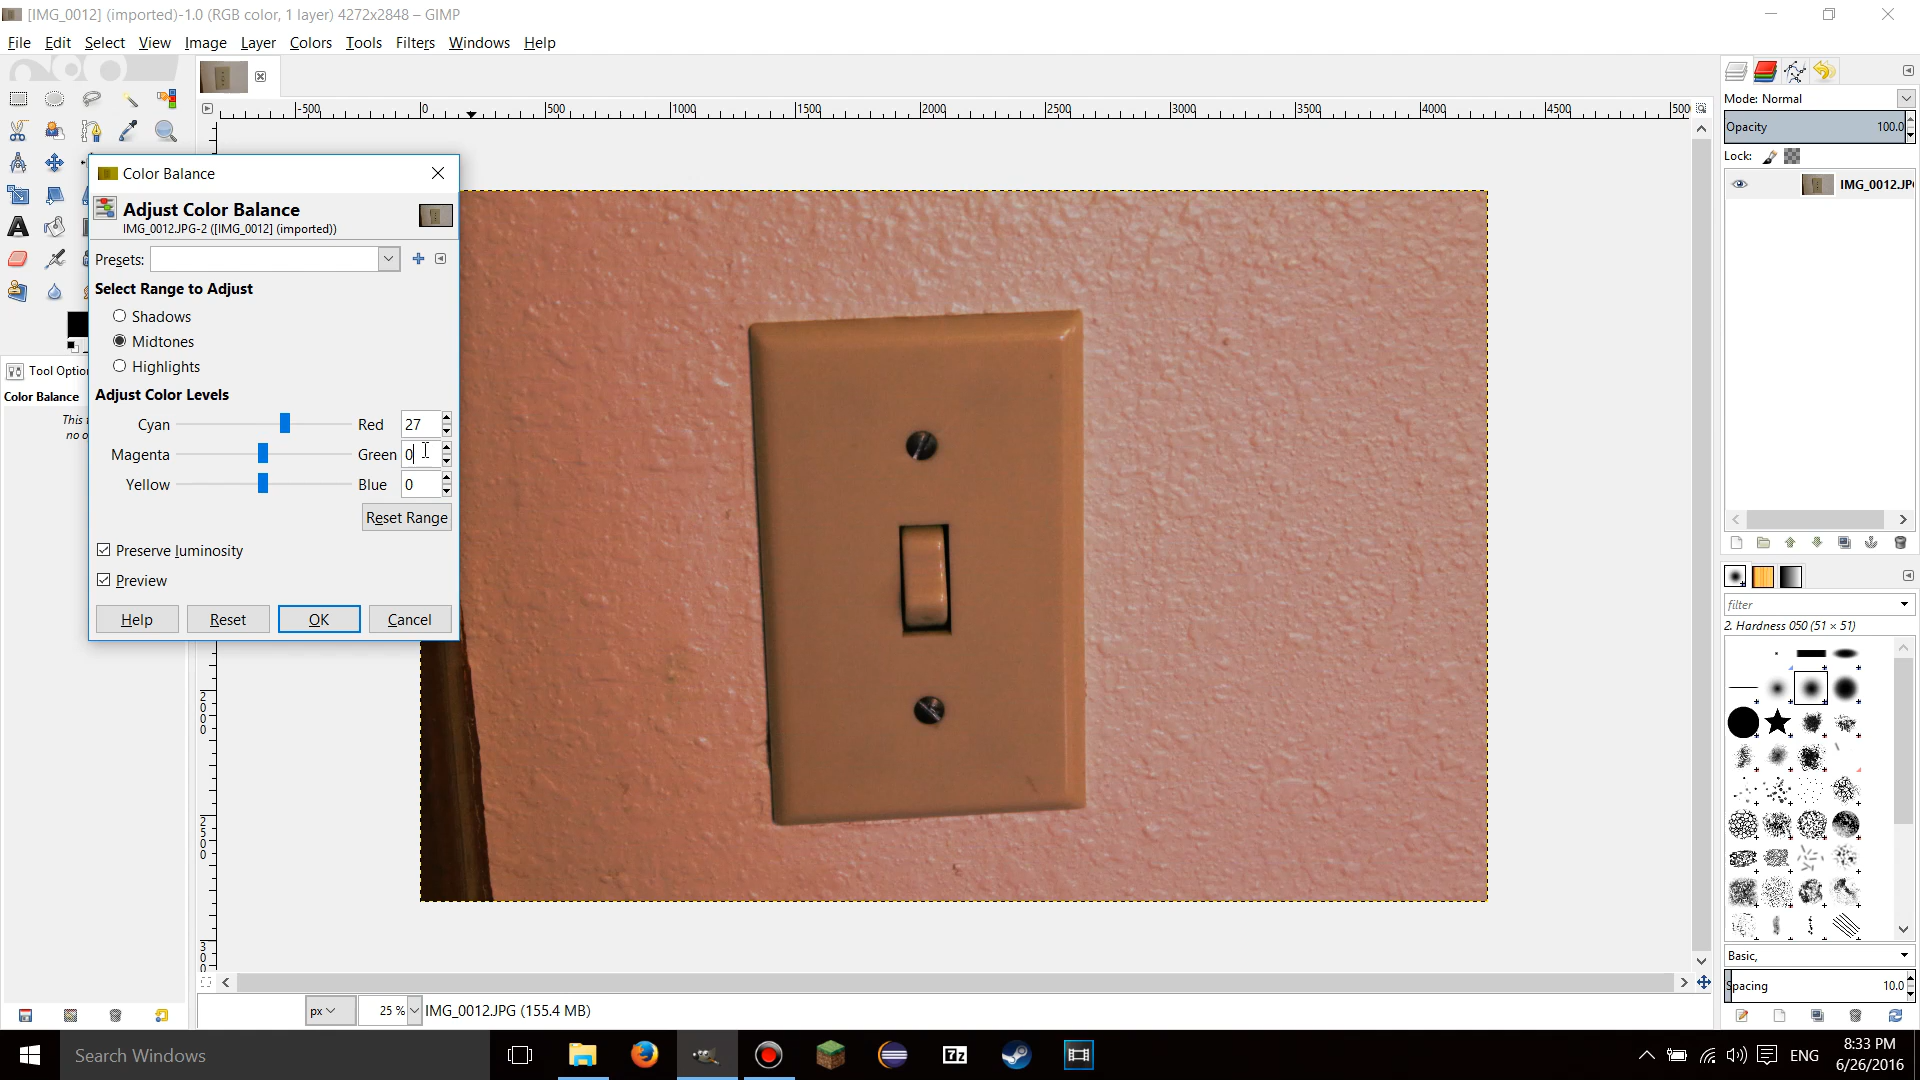 [IMG_0012] (imported)-1.0 (RGB color, 1 layer) 4272x2848 – GIMP
File Edit Select View Image Layer Colors Tools Filters Windows Help
-500 0 500 1000 1500 2000 2500 3000 3500 4000 4500
Mode: Normal
Opacity 100.0
Lock:
IMG_0012.JP
Color Balance
Adjust Color Balance
IMG_0012.JPG-2 ([IMG_0012] (imported))
Presets:
Select Range to Adjust
Shadows
Midtones
Highlights
Tool Optio
Color Balance
This
no o
Adjust Color Levels
Cyan Red 27
Magenta Green 0
Yellow Blue 0
Reset Range
Preserve luminosity
Preview
Help Reset OK Cancel
2000
2500
filter
2. Hardness 050 (51 × 51)
Basic,
Spacing 10.0
px 25 % IMG_0012.JPG (155.4 MB)
Search Windows
7z
ENG
8:33 PM
6/26/2016